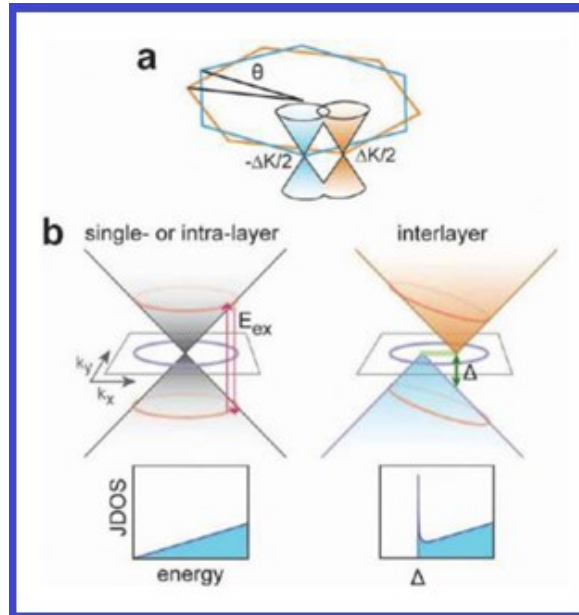 a
θ
-ΔK/2
ΔK/2
b
single- or intra-layer
interlayer
E_ex
k_y
k_x
Δ
JDOS
energy
Δ